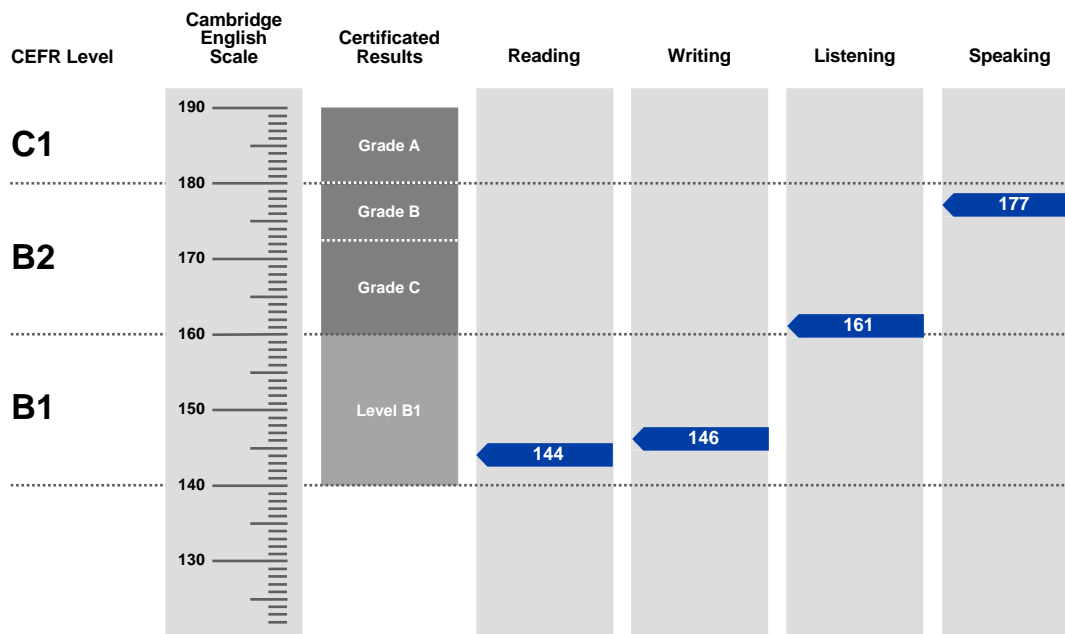 CEFR Level
Cambridge
English
Scale
Certificated
Results
Reading
Writing
Listening
Speaking
190
C1
Grade A
180
177
Grade B
B2
170
Grade C
161
160
B1
150
Level B1
146
144
140
130